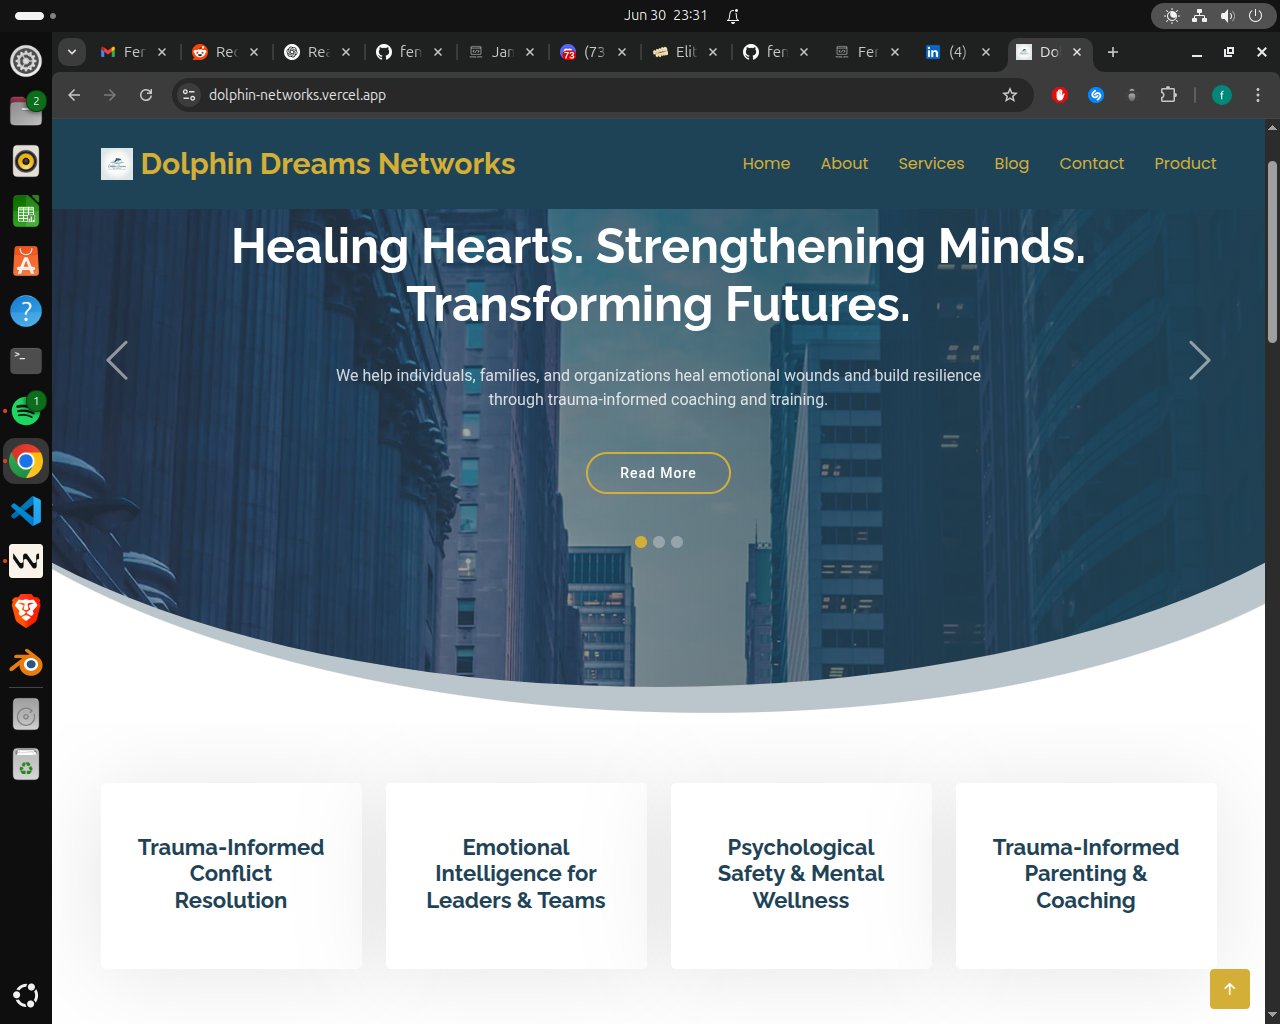 Jun 30 23:31
Fer
Rec
Rea
fen
Jan
(73
Elit
fen
Fer
(4)
Do
dolphin-networks.vercel.app
f
2
1
Dolphin Dreams Networks
Home About Services Blog Contact Product
Healing Hearts. Strengthening Minds.
Transforming Futures.
We help individuals, families, and organizations heal emotional wounds and build resilience
through trauma-informed coaching and training.
Read More
Trauma-Informed
Conflict
Resolution
Emotional
Intelligence for
Leaders & Teams
Psychological
Safety & Mental
Wellness
Trauma-Informed
Parenting &
Coaching